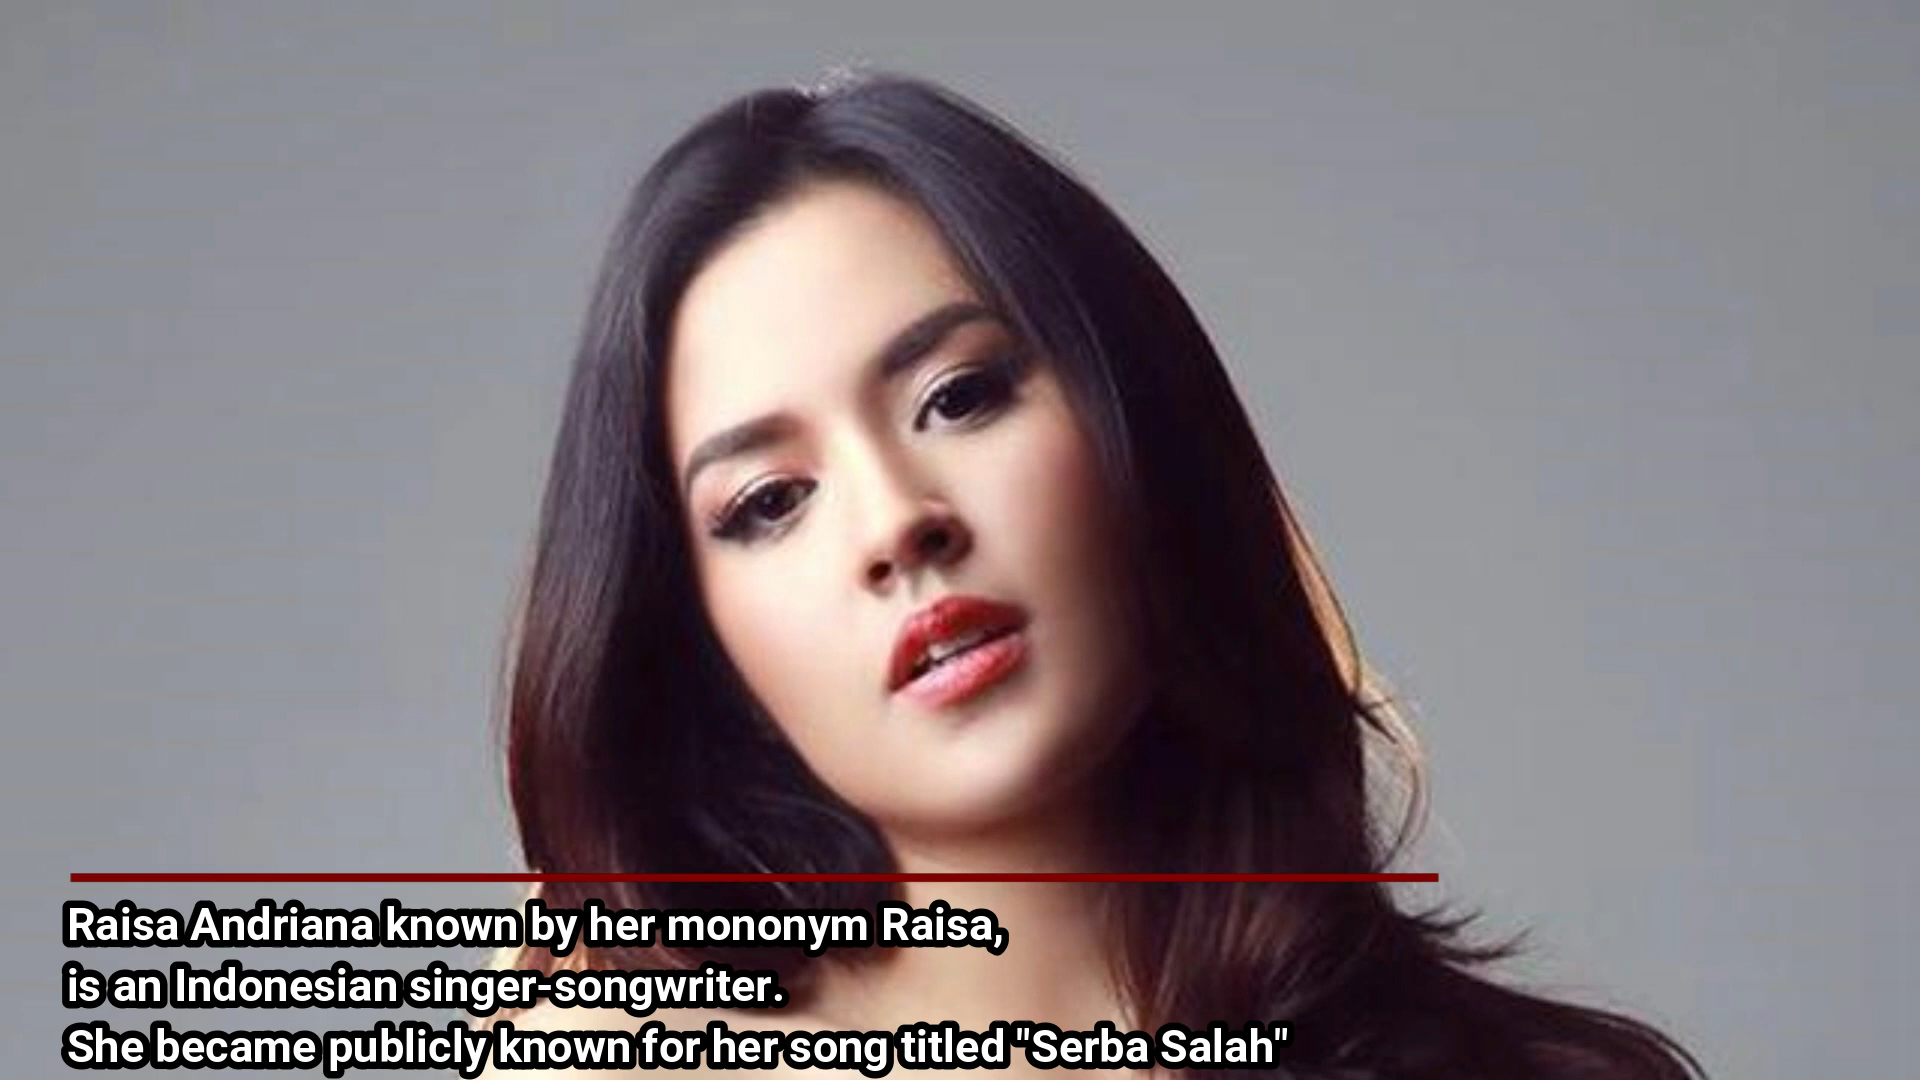 Raisa Andriana known by her mononym Raisa,
is an Indonesian singer-songwriter.
She became publicly known for her song titled "Serba Salah"